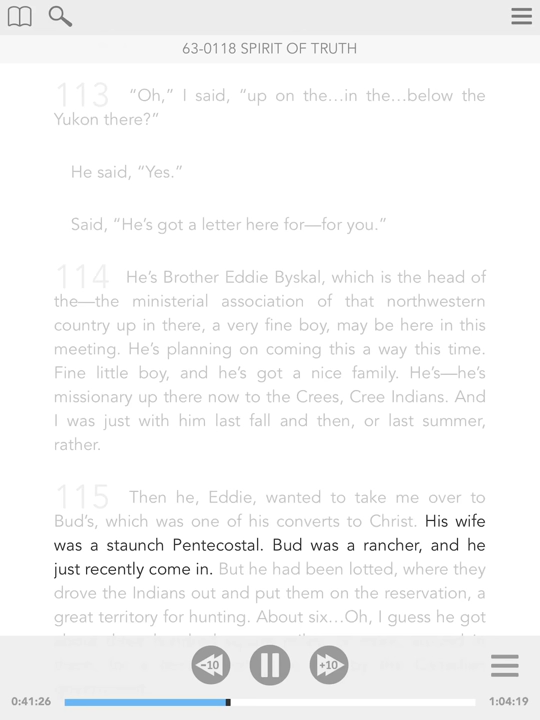 63-0118 SPIRIT OF TRUTH
113 “Oh,” I said, “up on the…in the…below the
Yukon there?”
He said, “Yes.”
Said, “He’s got a letter here for—for you.”
114 He’s Brother Eddie Byskal, which is the head of
the—the ministerial association of that northwestern
country up in there, a very fine boy, may be here in this
meeting. He’s planning on coming this a way this time.
Fine little boy, and he’s got a nice family. He’s—he’s
missionary up there now to the Crees, Cree Indians. And
I was just with him last fall and then, or last summer,
rather.
115 Then he, Eddie, wanted to take me over to
Bud’s, which was one of his converts to Christ. His wife
was a staunch Pentecostal. Bud was a rancher, and he
just recently come in. But he had been lotted, where they
drove the Indians out and put them on the reservation, a
great territory for hunting. About six…Oh, I guess he got
-10
+10
0:41:26
1:04:19